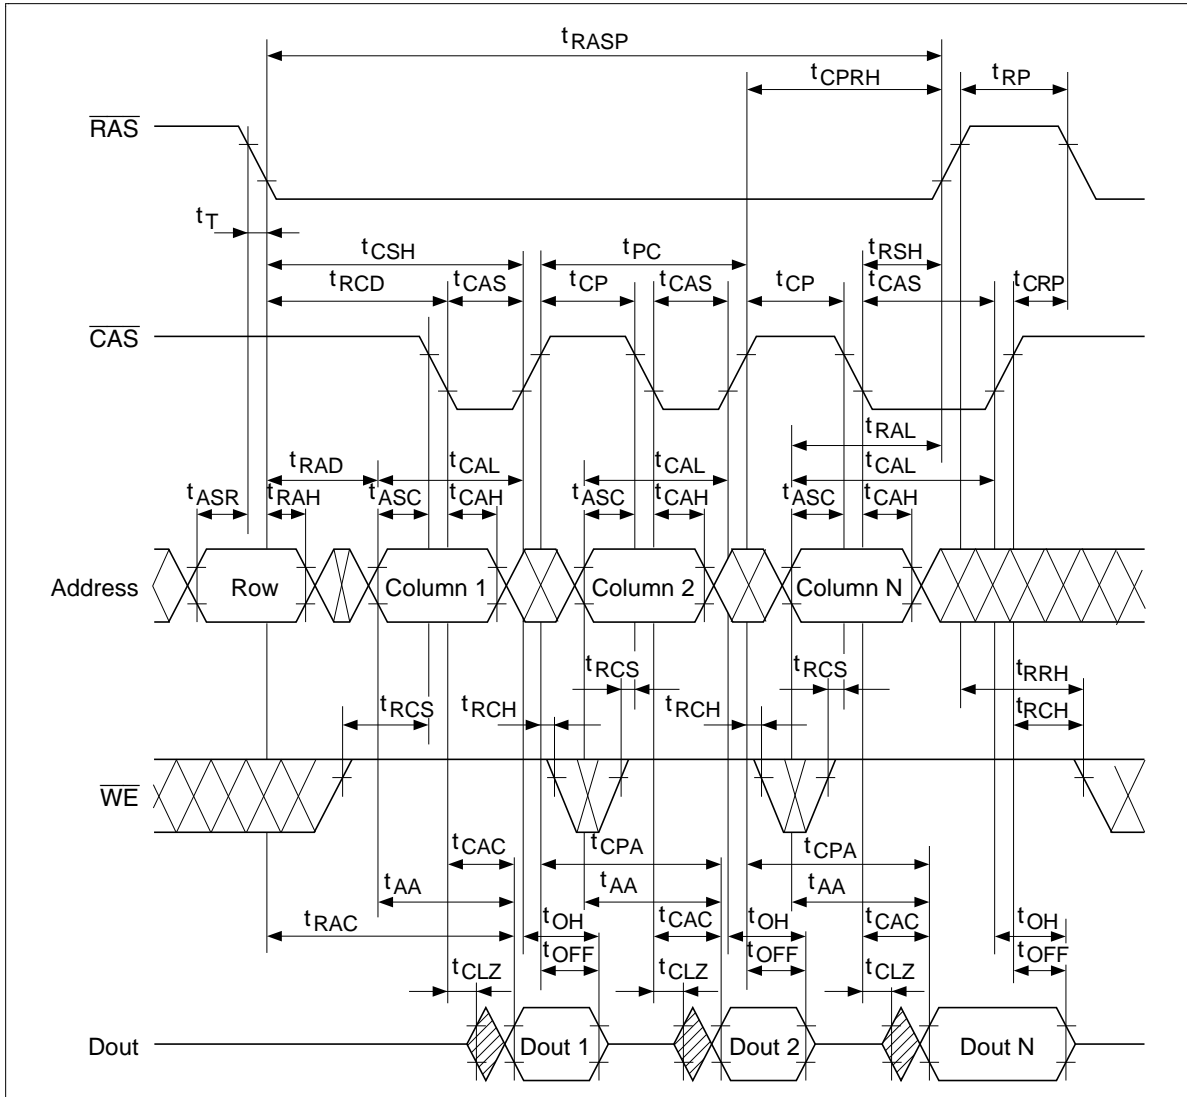 tRASP
tCPRH tRP
RAS
tT
tCSH tPC tRSH
tRCD tCAS tCP tCAS tCP tCAS tCRP
CAS
tRAL
tRAD tCAL tCAL tCAL
tASR tRAH tASC tCAH tASC tCAH tASC tCAH
Address Row Column 1 Column 2 Column N
tRCS tRCS tRRH
tRCS tRCH tRCH tRCH
WE
tCAC tCPA tCPA
tAA tAA tAA
tRAC tOH tCAC tOH tCAC tOH
tCLZ tOFF tCLZ tOFF tCLZ tOFF
Dout Dout 1 Dout 2 Dout N